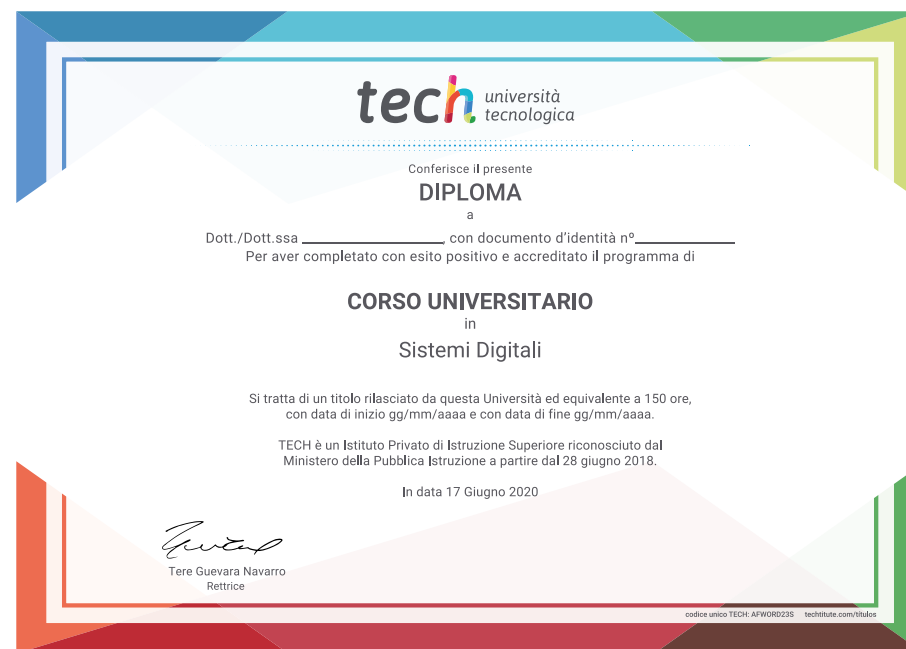 tech università
tecnologica
Conferisce il presente
DIPLOMA
a
Dott./Dott.ssa ________________, con documento d'identità nº___________
Per aver completato con esito positivo e accreditato il programma di
CORSO UNIVERSITARIO
in
Sistemi Digitali
Si tratta di un titolo rilasciato da questa Università ed equivalente a 150 ore,
con data di inizio gg/mm/aaaa e con data di fine gg/mm/aaaa.
TECH è un Istituto Privato di Istruzione Superiore riconosciuto dal
Ministero della Pubblica Istruzione a partire dal 28 giugno 2018.
In data 17 Giugno 2020
Tere Guevara Navarro
Rettrice
codice unico TECH: AFWORD23S techtitute.com/titulos